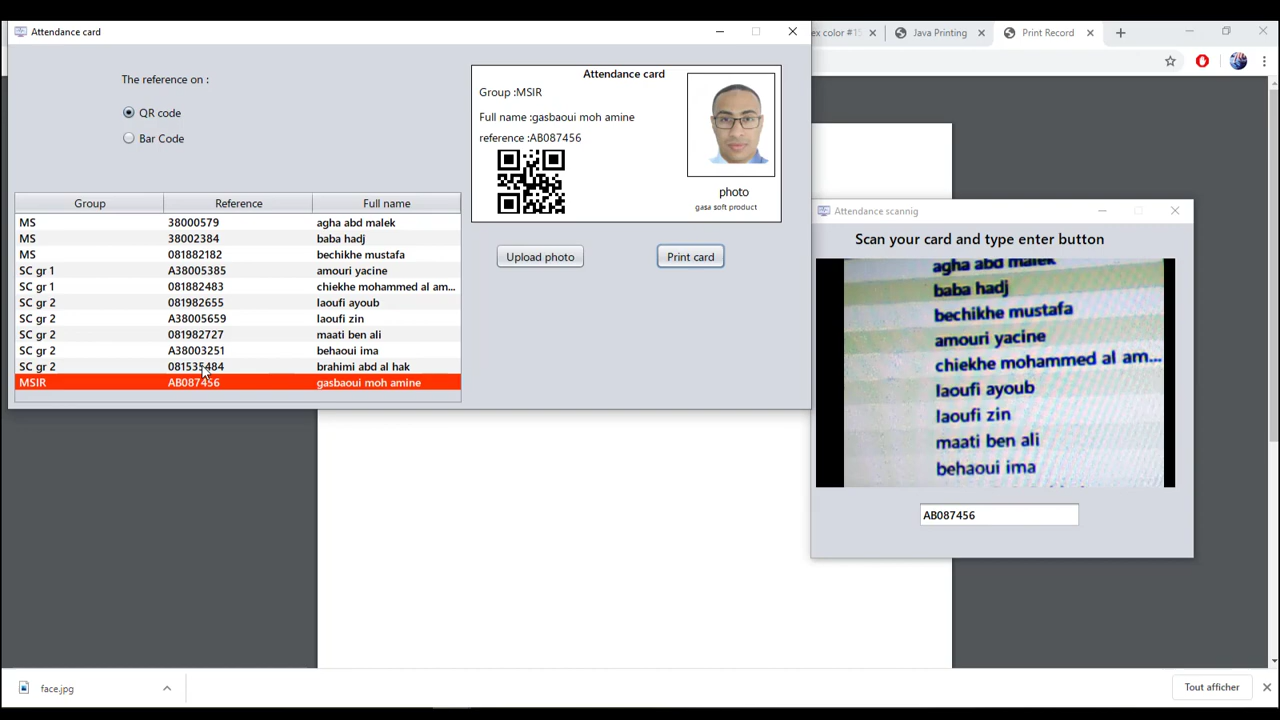 Attendance card
ex color #1
Java Printing
Print Record
The reference on :
QR code
Bar Code
Group Reference Full name
MS 38000579 agha abd malek
MS 38002384 baba hadj
MS 081882182 bechikhe mustafa
SC gr 1 A38005385 amouri yacine
SC gr 1 081882483 chiekhe mohammed al am...
SC gr 2 081982655 laoufi ayoub
SC gr 2 A38005659 laoufi zin
SC gr 2 081982727 maati ben ali
SC gr 2 A38003251 behaoui ima
SC gr 2 081535484 brahimi abd al hak
MSIR AB087456 gasbaoui moh amine
Attendance card
Group :MSIR
Full name :gasbaoui moh amine
reference :AB087456
photo
gasa soft product
Upload photo
Print card
Attendance scannig
Scan your card and type enter button
agha abd malek
baba hadj
bechikhe mustafa
amouri yacine
chiekhe mohammed al am...
laoufi ayoub
laoufi zin
maati ben ali
behaoui ima
AB087456
face.jpg
Tout afficher